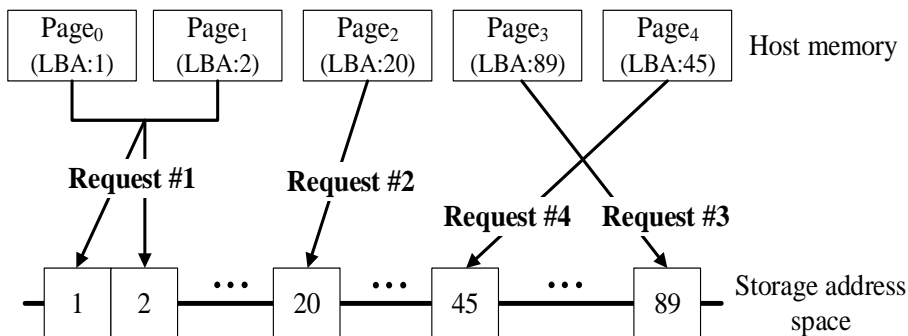 Page0 Page1 Page2 Page3 Page4
(LBA:1) (LBA:2) (LBA:20) (LBA:89) (LBA:45)
Host memory
Request #1
Request #2
Request #4 Request #3
1 2 ... 20 ... 45 ... 89
Storage address
space